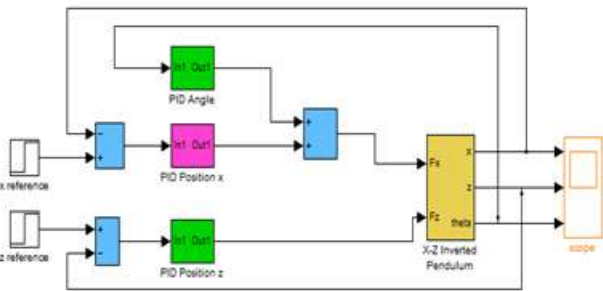 In1 Out1
PID Angle
-
+
+
+
In1 Out1
PID Position x
x reference
Fx
x
z
Fz
theta
X-Z Inverted
Pendulum
scope
+
-
In1 Out1
PID Position z
z reference